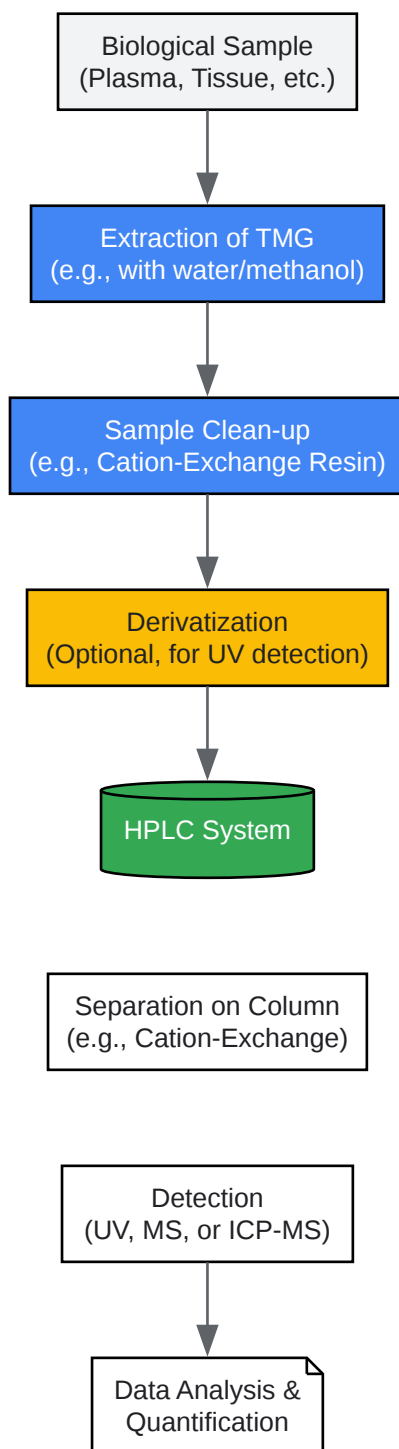 Biological Sample
(Plasma, Tissue, etc.)
Extraction of TMG
(e.g., with water/methanol)
Sample Clean-up
(e.g., Cation-Exchange Resin)
Derivatization
(Optional, for UV detection)
HPLC System
Separation on Column
(e.g., Cation-Exchange)
Detection
(UV, MS, or ICP-MS)
Data Analysis &
Quantification